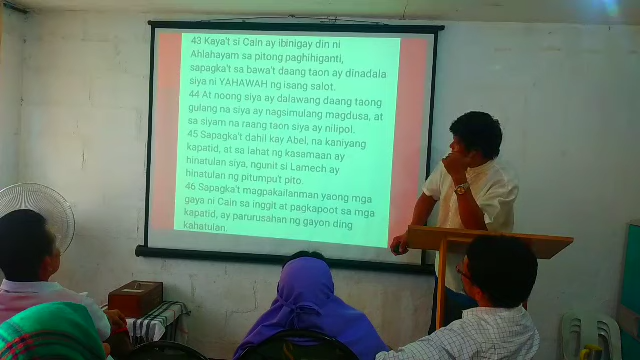 43 Kaya't si Cain ay ibinigay din ni
Ahlahayam sa pitong paghihiganti,
sapagka't sa bawa't daang taon ay dinadala
siya ni YAHAWAH ng isang salot.
44 At noong siya ay dalawang daang taong
gulang na siya ay nagsimulang magdusa, at
sa siyam na raang taon siya ay nilipol.
45 Sapagka't dahil kay Abel, na kaniyang
kapatid, at sa lahat ng kasamaan ay
hinatulan siya, ngunit si Lamech ay
hinatulan ng pitumpu't pito.
46 Sapagka't magpakailanman yaong mga
gaya ni Cain sa inggit at pagkapoot sa mga
kapatid, ay parurusahan ng gayon ding
kahatulan.